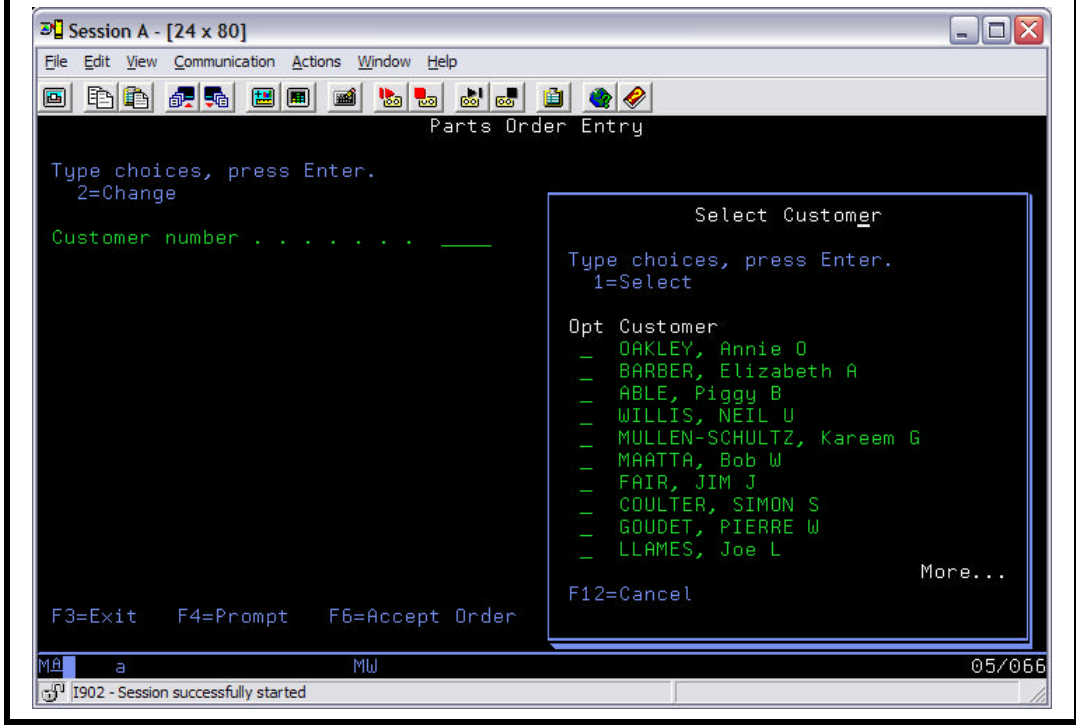 Session A - [24 x 80]
File Edit View Communication Actions Window Help
Parts Order Entry
Type choices, press Enter.
2=Change
Customer number . . . . . . . ____
Select Customer
Type choices, press Enter.
1=Select
Opt Customer
_ OAKLEY, Annie O
_ BARBER, Elizabeth A
_ ABLE, Piggy B
_ WILLIS, NEIL U
_ MULLEN-SCHULTZ, Kareem G
_ MAATTA, Bob W
_ FAIR, JIM J
_ COULTER, SIMON S
_ GOUDET, PIERRE W
_ LLAMES, Joe L
More...
F12=Cancel
F3=Exit F4=Prompt F6=Accept Order
MA a MW 05/066
I902 - Session successfully started